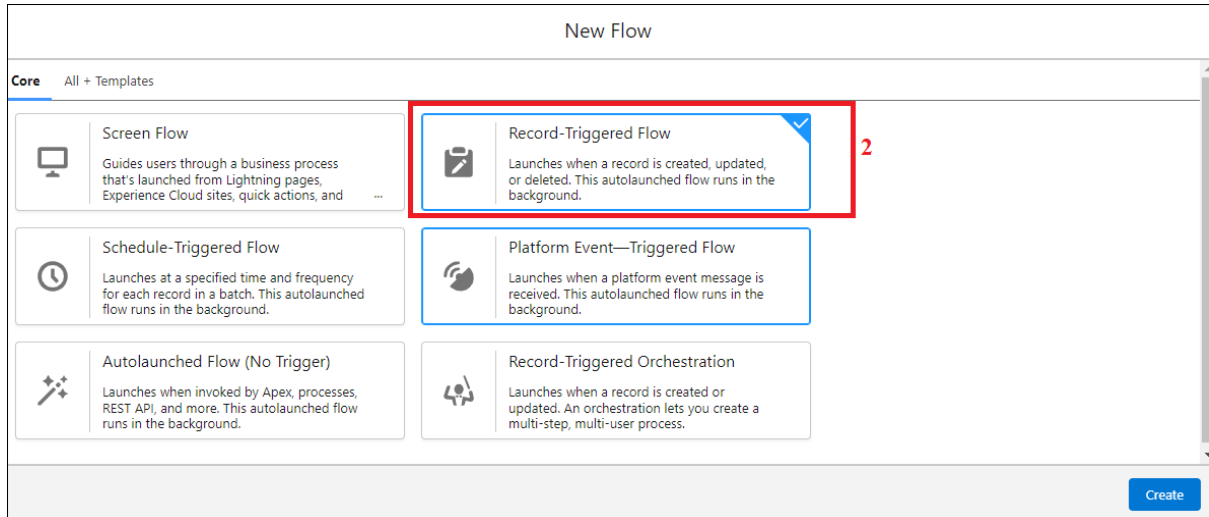 New Flow
Core All + Templates
Screen Flow
Guides users through a business process
that's launched from Lightning pages,
Experience Cloud sites, quick actions, and ...
Record-Triggered Flow
Launches when a record is created, updated,
or deleted. This autolaunched flow runs in the
background.
2
Schedule-Triggered Flow
Launches at a specified time and frequency
for each record in a batch. This autolaunched
flow runs in the background.
Platform Event—Triggered Flow
Launches when a platform event message is
received. This autolaunched flow runs in the
background.
Autolaunched Flow (No Trigger)
Launches when invoked by Apex, processes,
REST API, and more. This autolaunched flow
runs in the background.
Record-Triggered Orchestration
Launches when a record is created or
updated. An orchestration lets you create a
multi-step, multi-user process.
Create